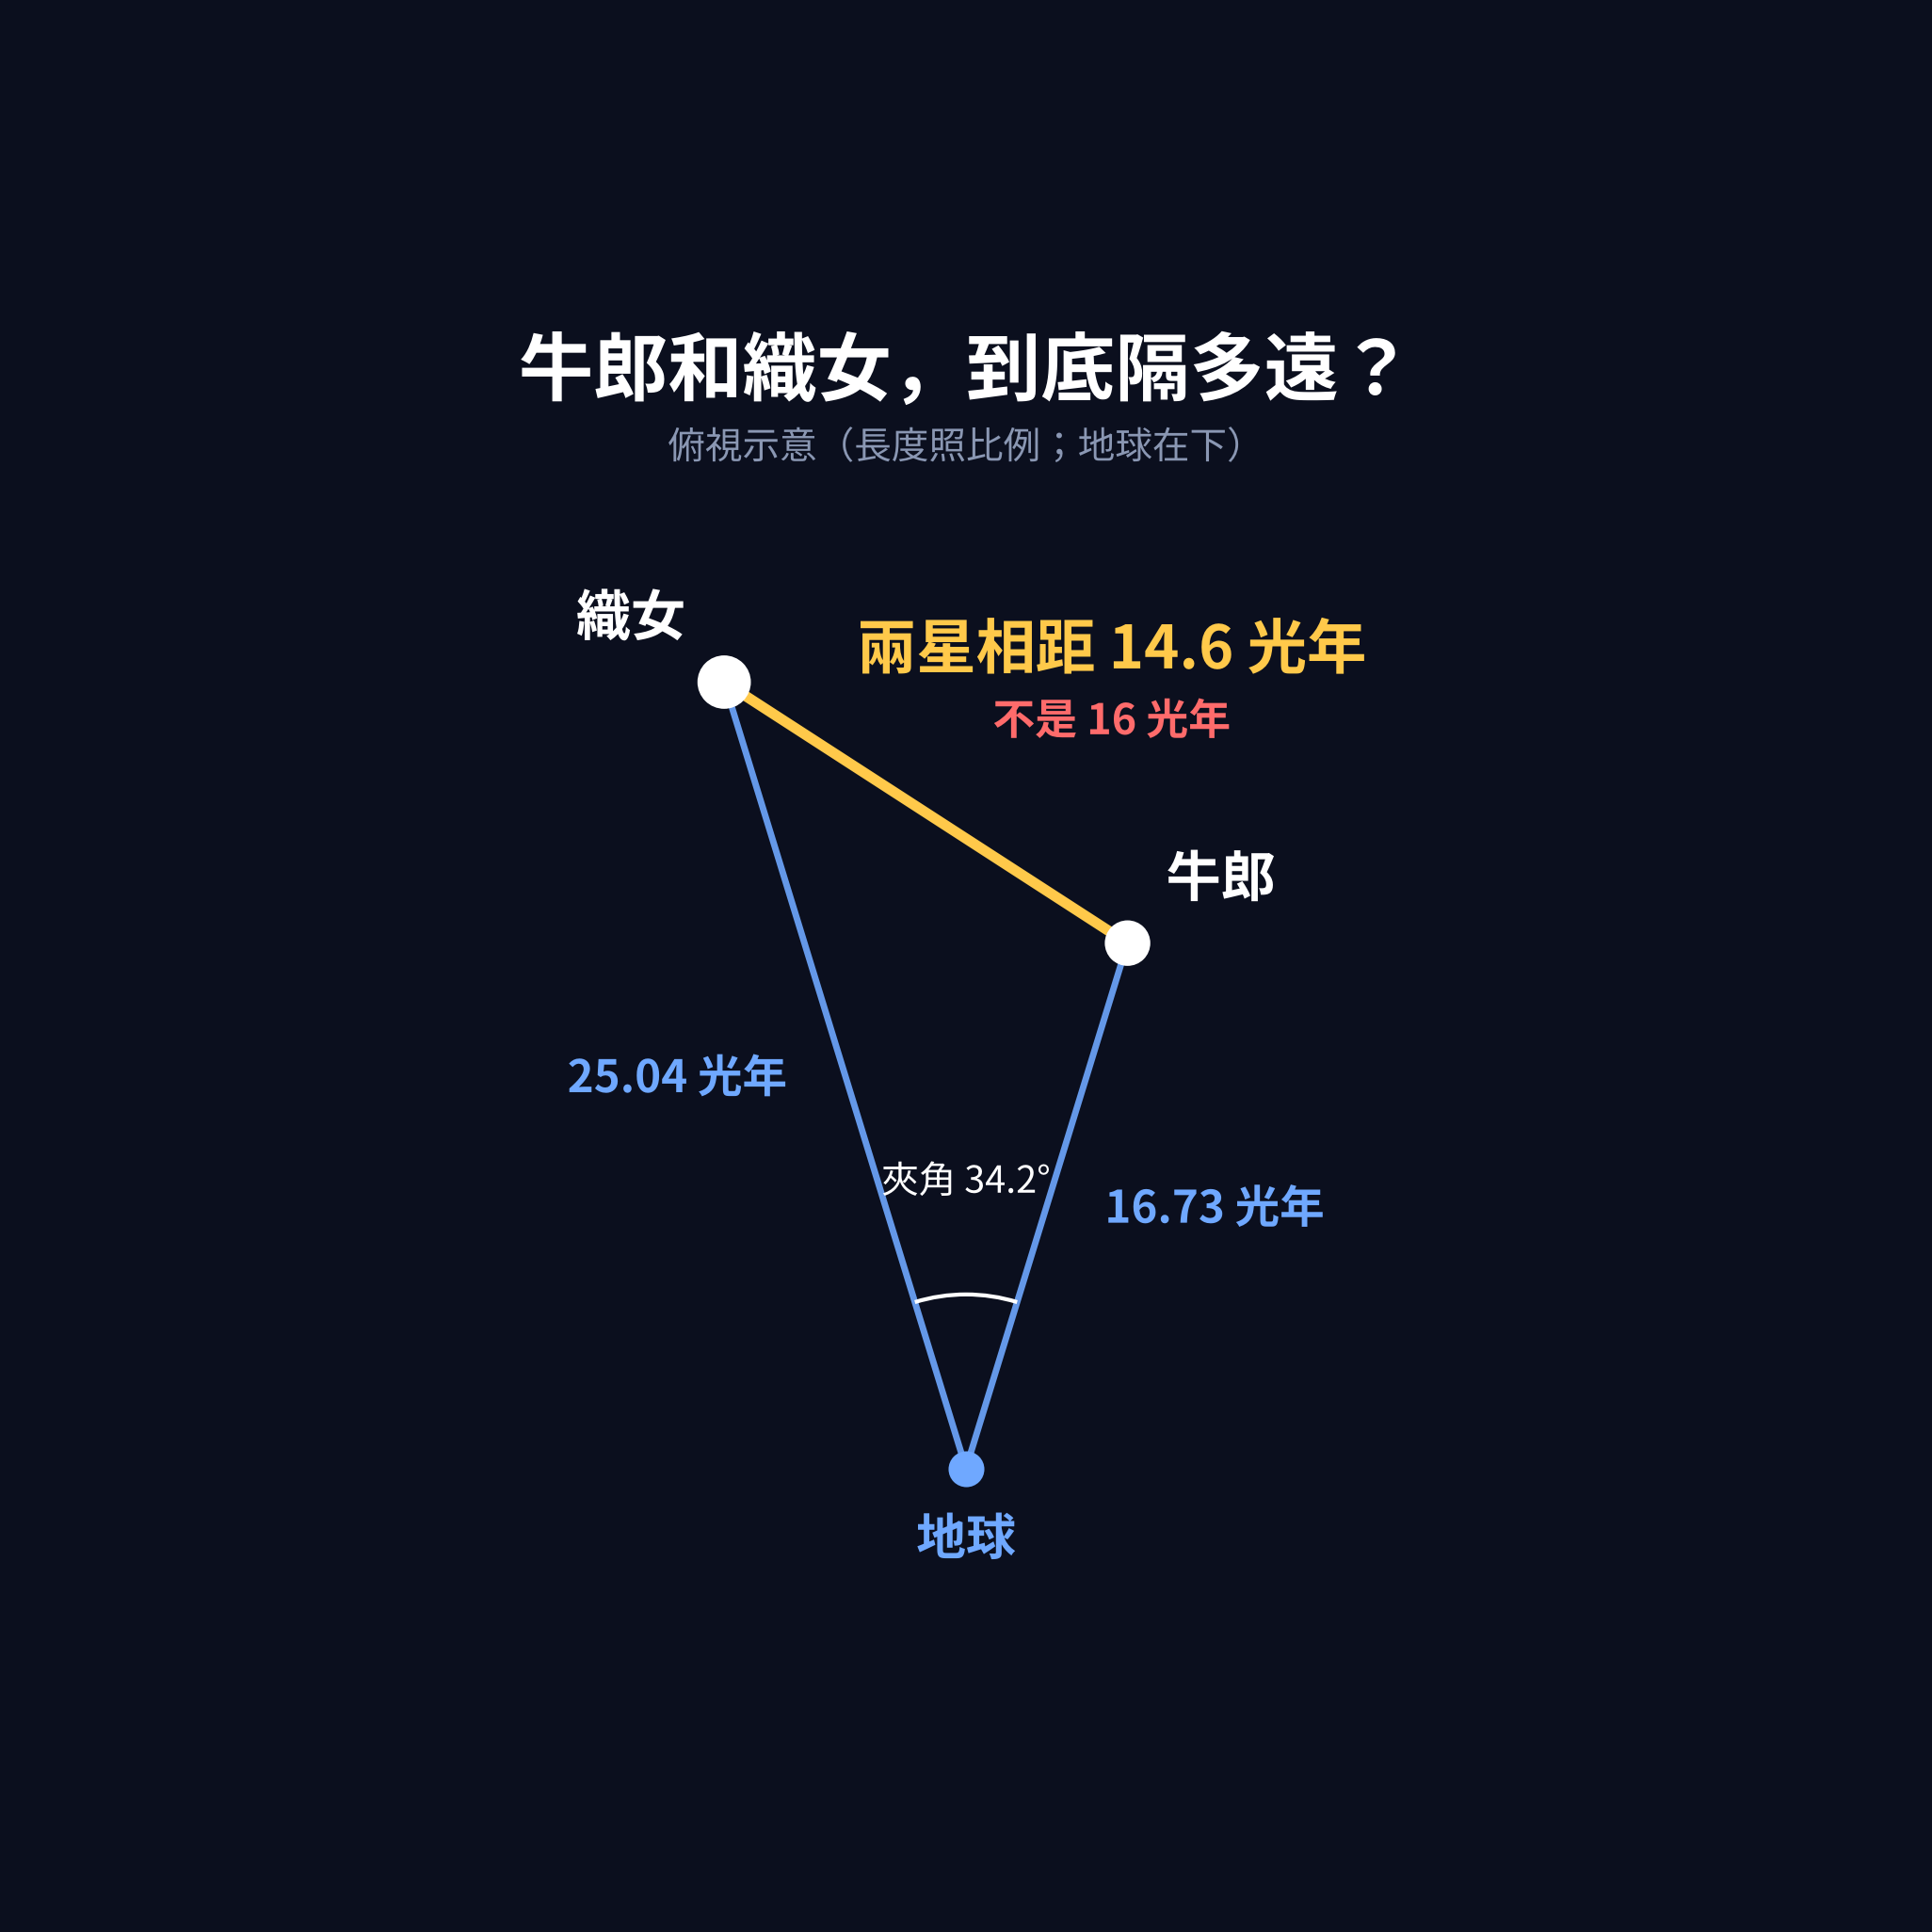 牛郎和織女，到底隔多遠？
俯視示意（長度照比例；地球在下）
織女
兩星相距 14.6 光年
不是 16 光年
牛郎
25.04 光年
夾角 34.2°
16.73 光年
地球